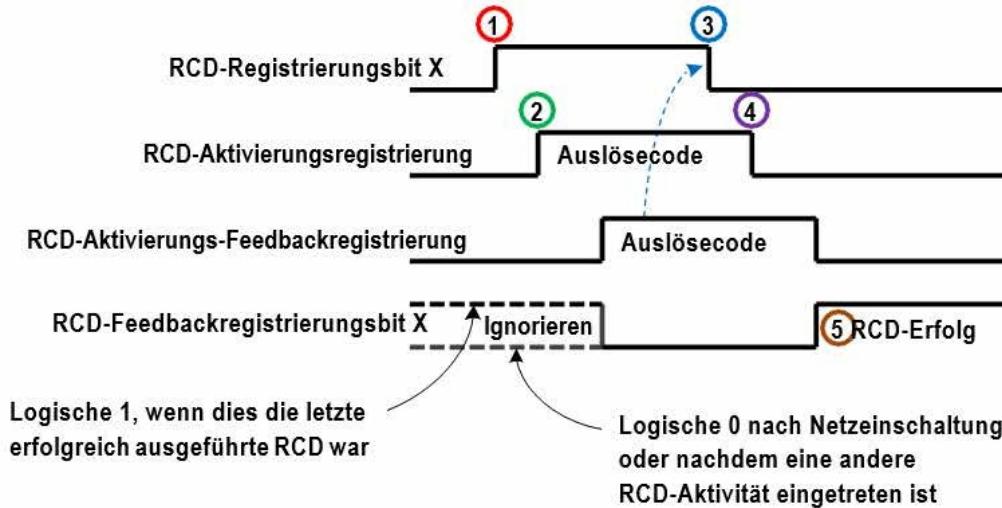 1
3
RCD-Registrierungsbit X
2
4
RCD-Aktivierungsregistrierung
Auslösecode
RCD-Aktivierungs-Feedbackregistrierung
Auslösecode
RCD-Feedbackregistrierungsbit X
Ignorieren
5 RCD-Erfolg
Logische 1, wenn dies die letzte
erfolgreich ausgeführte RCD war
Logische 0 nach Netzeinschaltung
oder nachdem eine andere
RCD-Aktivität eingetreten ist